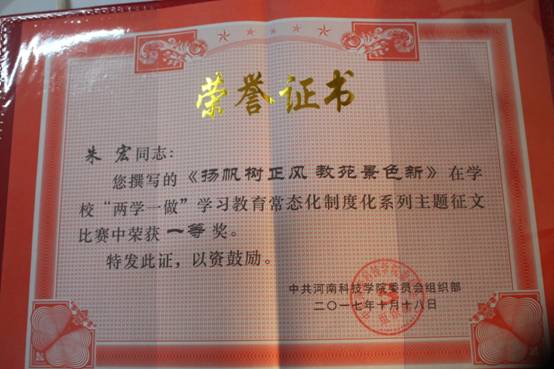 荣誉证书
朱 宏同志：
您撰写的《扬帆树正风 教苑景色新》在学
校“两学一做”学习教育常态化制度化系列主题征文
比赛中荣获 一等 奖。
特发此证，以资鼓励。
中共河南科技学院委员会组织部
二〇一七年十月十八日